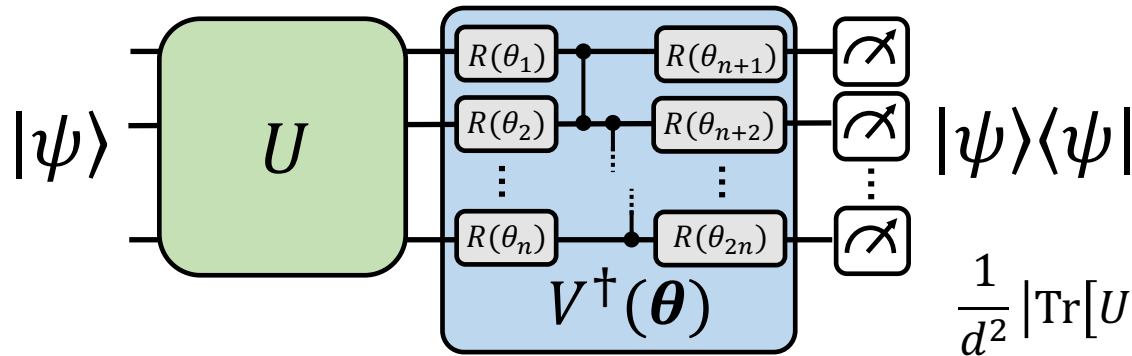 |ψ⟩
U
R(θ₁) R(θₙ₊₁)
R(θ₂) R(θₙ₊₂)
R(θₙ) R(θ₂ₙ)
V†(𝜽)
|ψ⟩⟨ψ|
1/d² |Tr[U